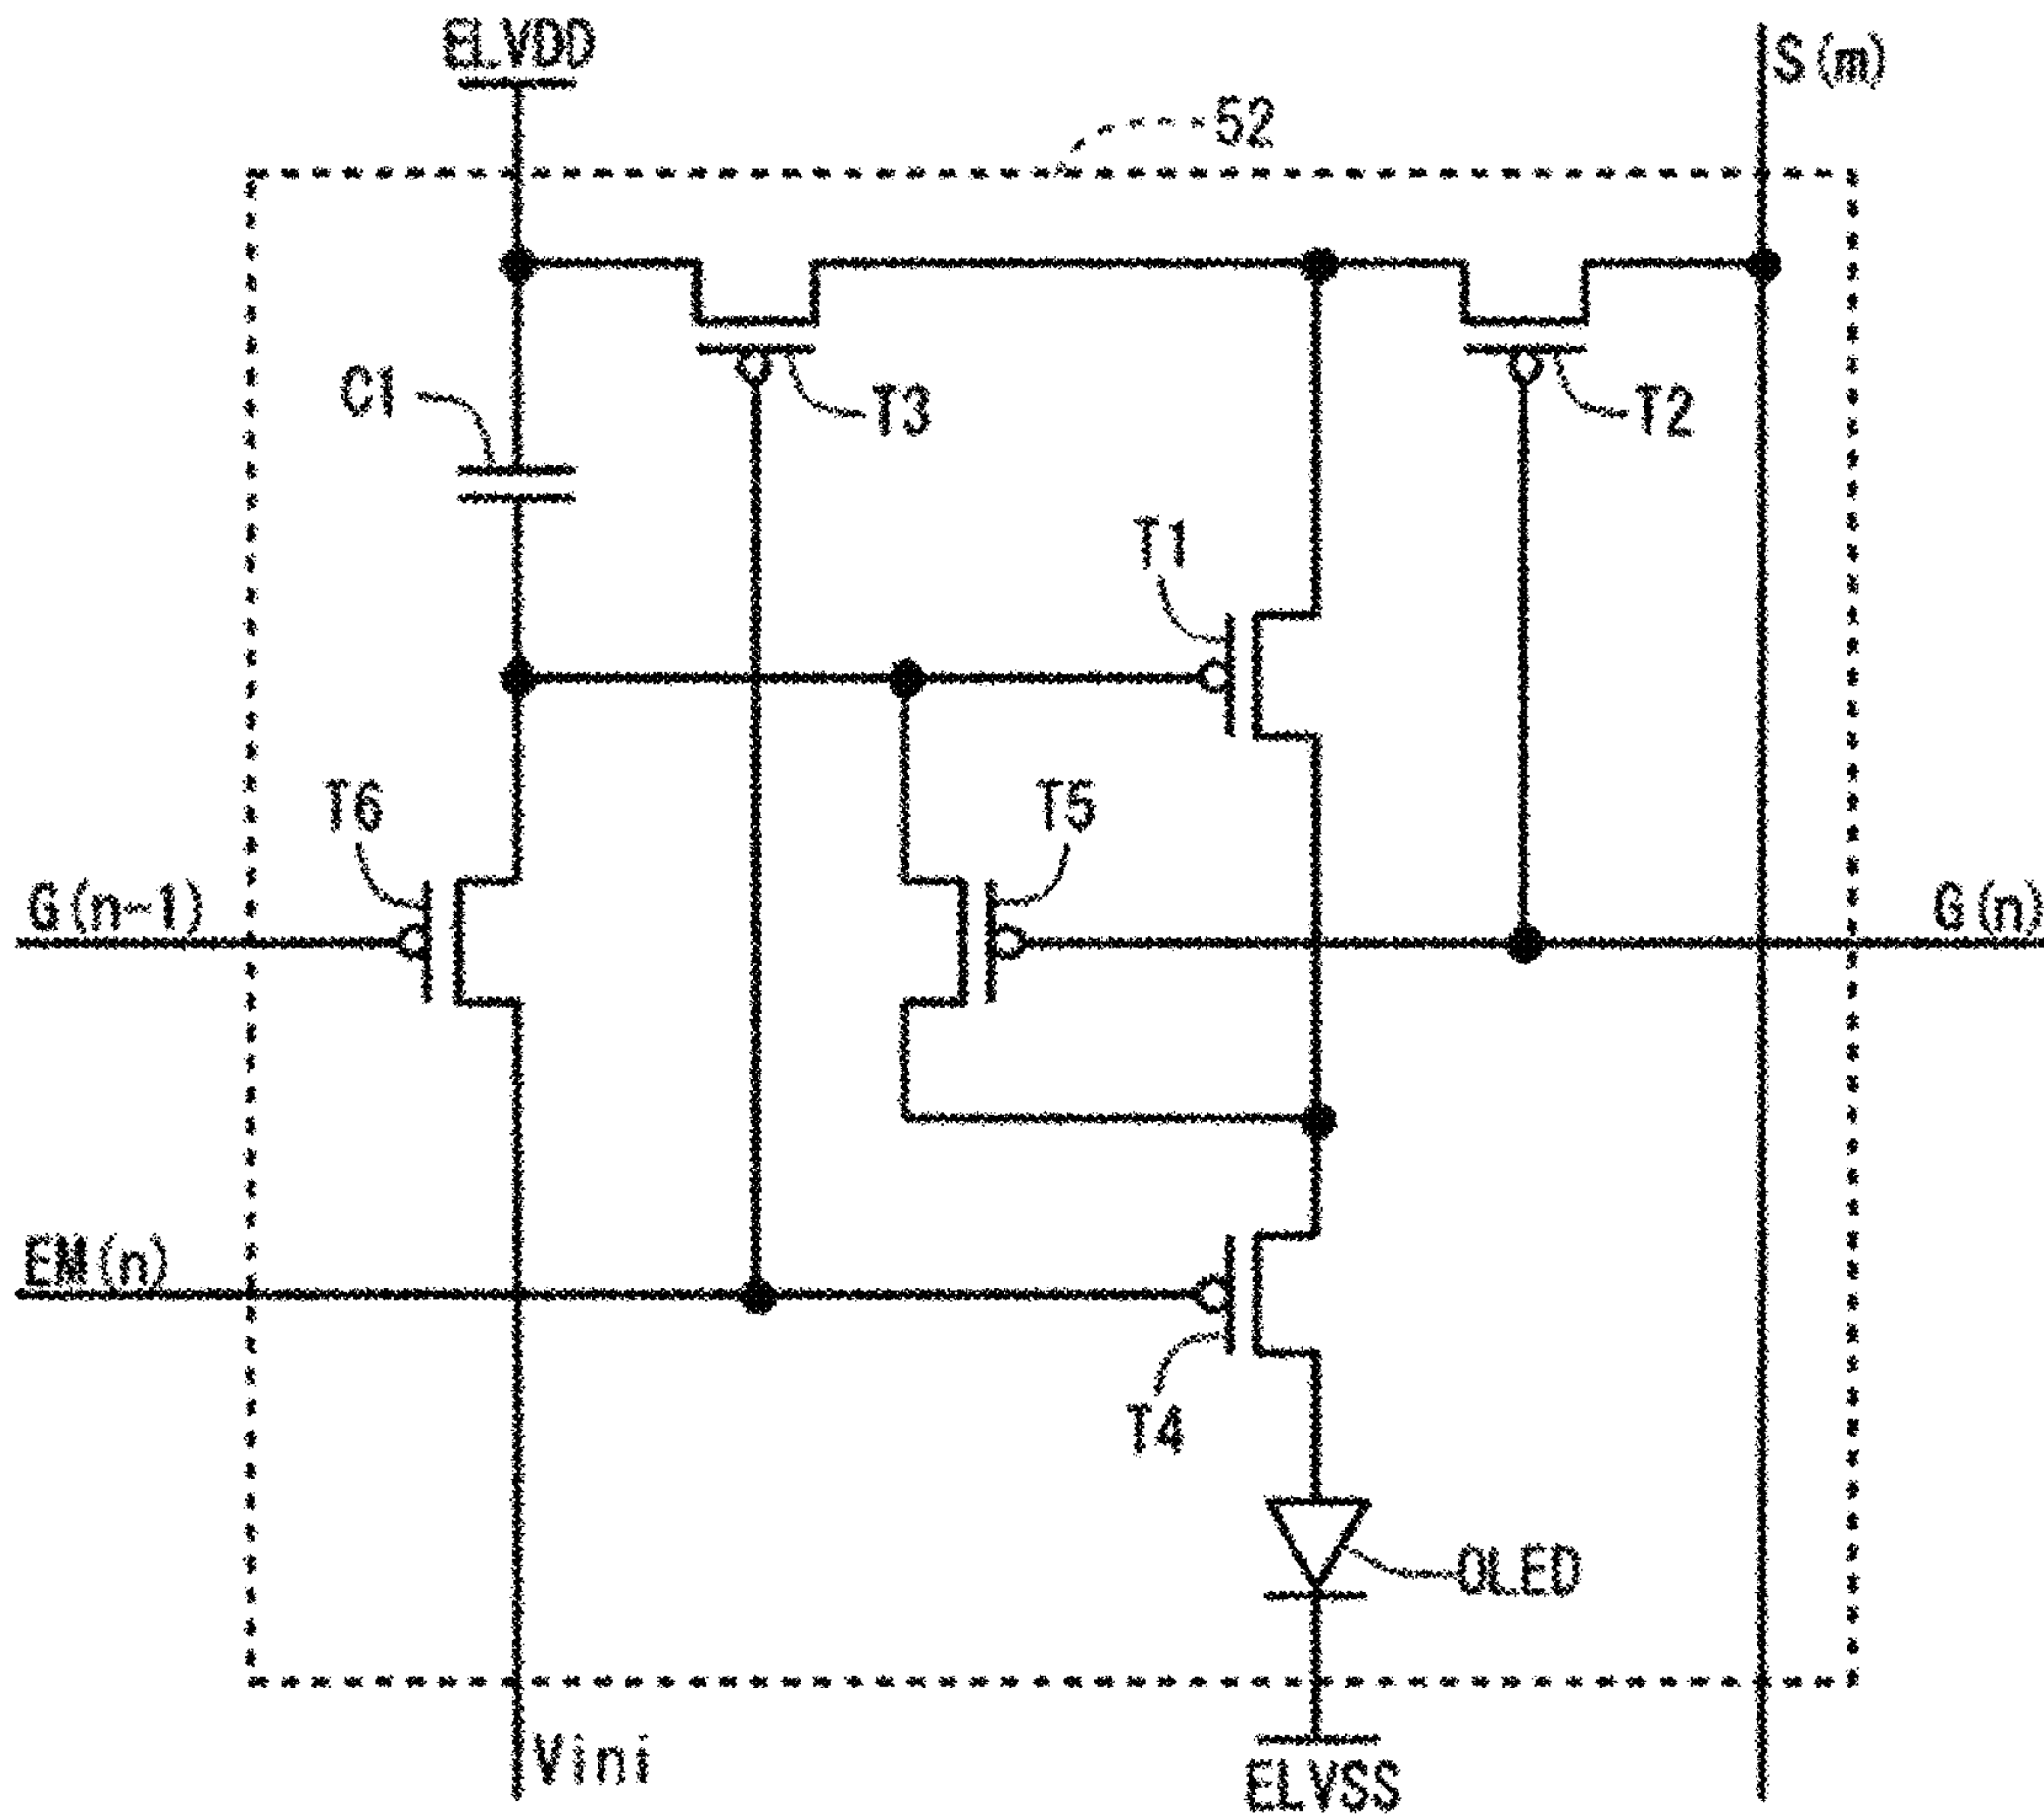 ELVDD
S(m)
52
C1
T3
T2
T1
T6
T5
G(n-1)
G(n)
EM(n)
T4
OLED
Vini
ELVSS